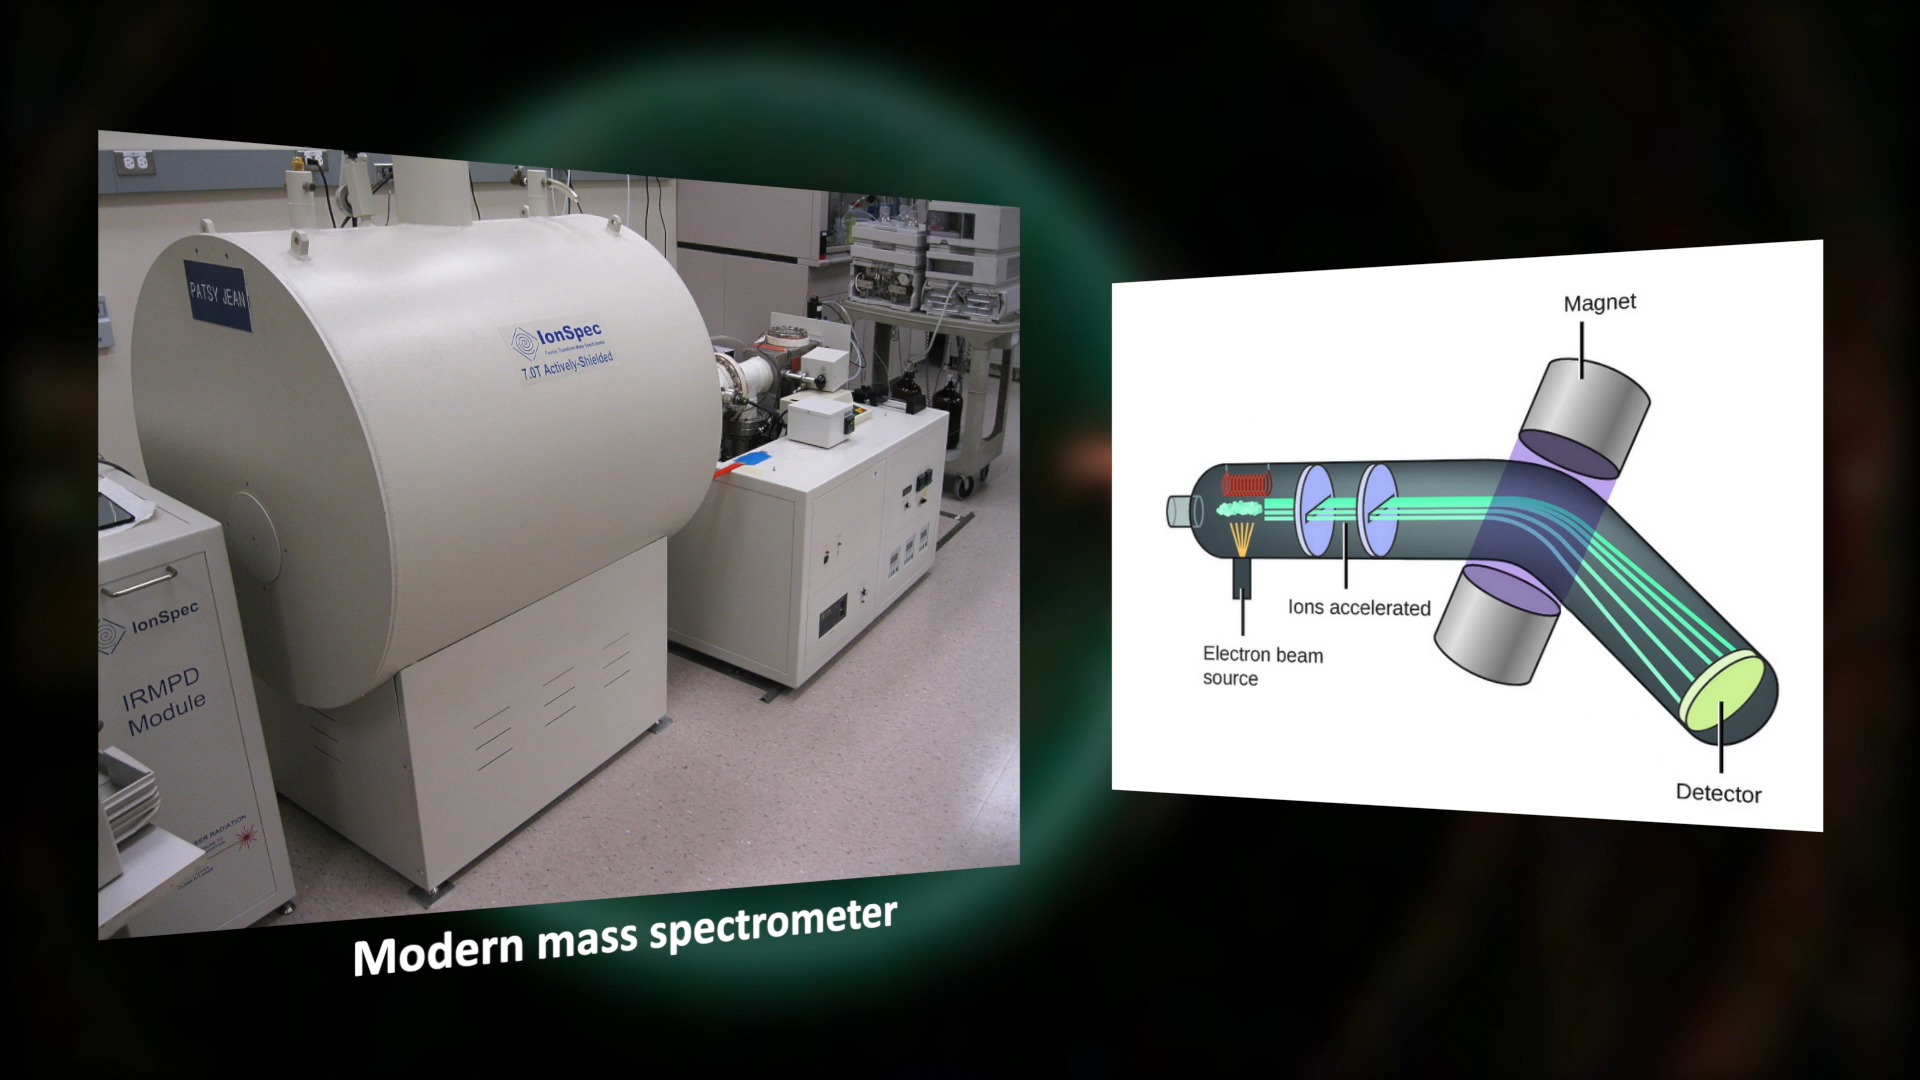 PATSY JEAN
IonSpec
7.0T Actively-Shielded
IonSpec
IRMPD
Module
RADIATION
Modern mass spectrometer
Magnet
Ions accelerated
Electron beam
source
Detector